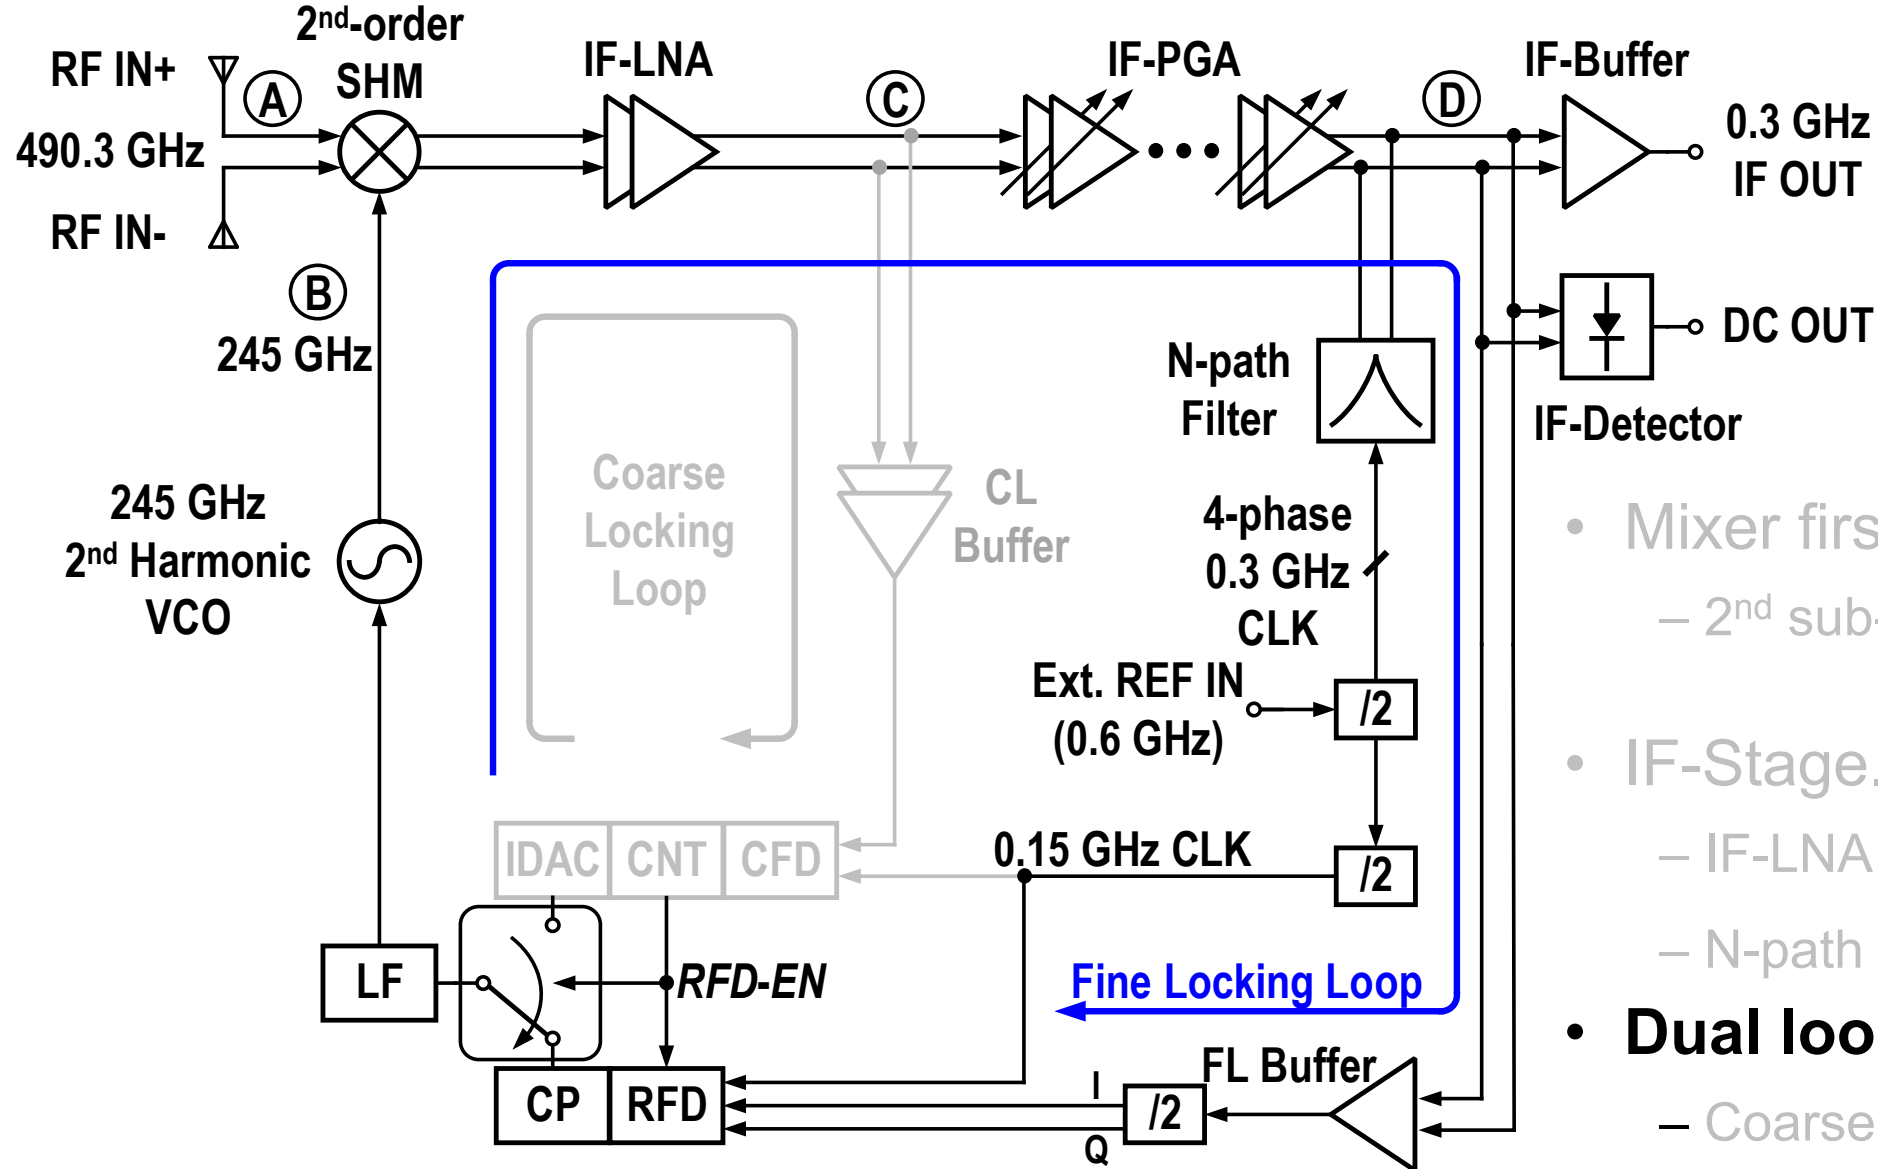 2nd-order
SHM
RF IN+
A
490.3 GHz
RF IN-
IF-LNA
C
IF-PGA
D
IF-Buffer
0.3 GHz
IF OUT
B
245 GHz
DC OUT
IF-Detector
N-path
Filter
Coarse
Locking
Loop
CL
Buffer
245 GHz
2nd Harmonic
VCO
4-phase
0.3 GHz
CLK
Ext. REF IN
(0.6 GHz)
/2
/2
0.15 GHz CLK
IDAC CNT CFD
LF
RFD-EN
Fine Locking Loop
CP RFD
I
Q
/2
FL Buffer
• Mixer firs
– 2nd sub-
• IF-Stage.
– IF-LNA
– N-path
• Dual loo
– Coarse